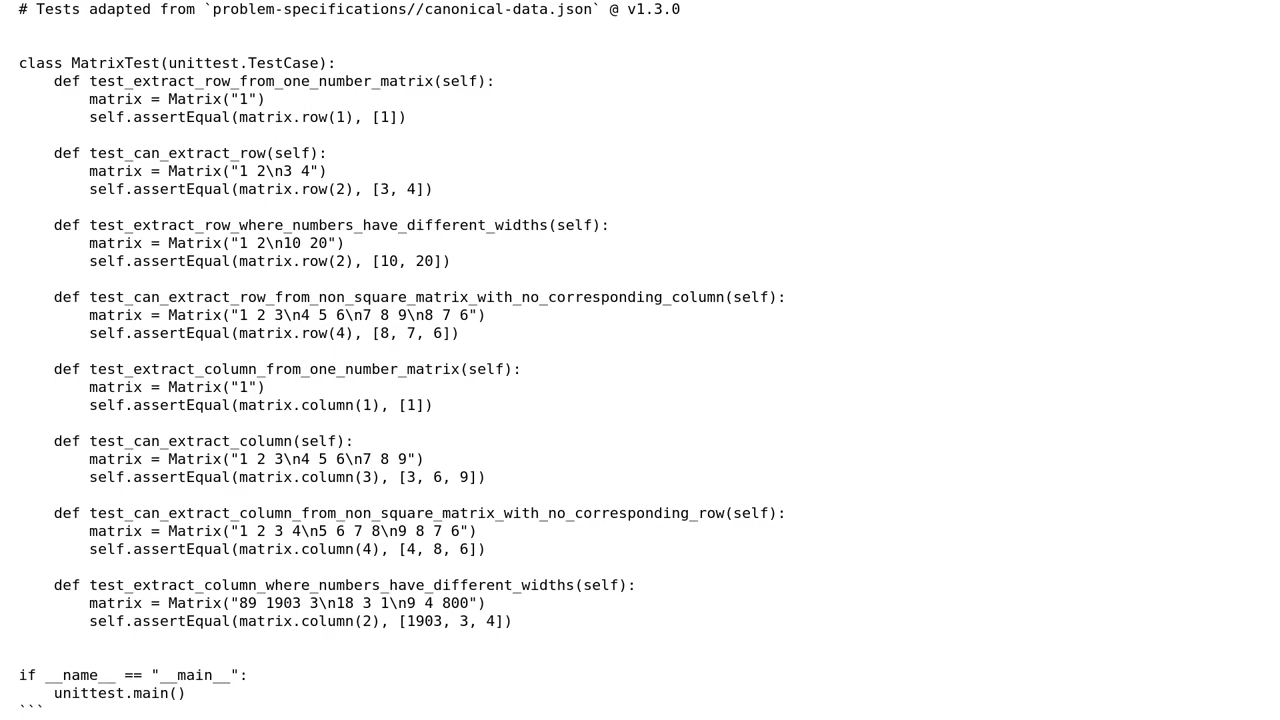 # Tests adapted from `problem-specifications//canonical-data.json` @ v1.3.0


class MatrixTest(unittest.TestCase):
    def test_extract_row_from_one_number_matrix(self):
        matrix = Matrix("1")
        self.assertEqual(matrix.row(1), [1])

    def test_can_extract_row(self):
        matrix = Matrix("1 2\n3 4")
        self.assertEqual(matrix.row(2), [3, 4])

    def test_extract_row_where_numbers_have_different_widths(self):
        matrix = Matrix("1 2\n10 20")
        self.assertEqual(matrix.row(2), [10, 20])

    def test_can_extract_row_from_non_square_matrix_with_no_corresponding_column(self):
        matrix = Matrix("1 2 3\n4 5 6\n7 8 9\n8 7 6")
        self.assertEqual(matrix.row(4), [8, 7, 6])

    def test_extract_column_from_one_number_matrix(self):
        matrix = Matrix("1")
        self.assertEqual(matrix.column(1), [1])

    def test_can_extract_column(self):
        matrix = Matrix("1 2 3\n4 5 6\n7 8 9")
        self.assertEqual(matrix.column(3), [3, 6, 9])

    def test_can_extract_column_from_non_square_matrix_with_no_corresponding_row(self):
        matrix = Matrix("1 2 3 4\n5 6 7 8\n9 8 7 6")
        self.assertEqual(matrix.column(4), [4, 8, 6])

    def test_extract_column_where_numbers_have_different_widths(self):
        matrix = Matrix("89 1903 3\n18 3 1\n9 4 800")
        self.assertEqual(matrix.column(2), [1903, 3, 4])


if __name__ == "__main__":
    unittest.main()
```